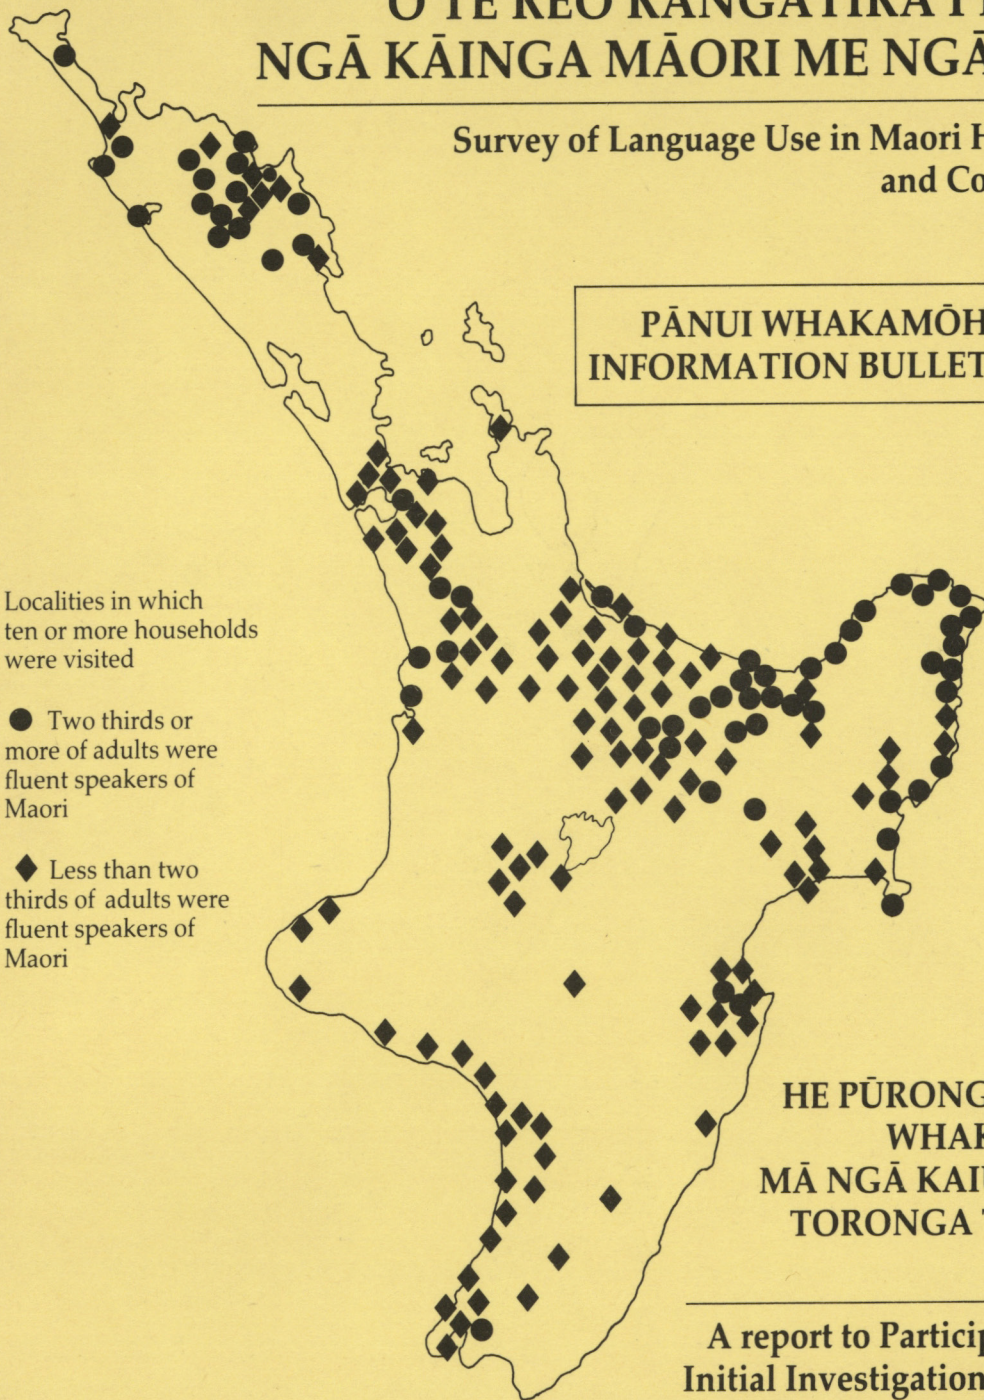 O TE REO RANGATIRA I
NGĀ KĀINGA MĀORI ME NGĀ
Survey of Language Use in Maori H
and Co
PĀNUI WHAKAMŌH
INFORMATION BULLET
Localities in which
ten or more households
were visited
Two thirds or
more of adults were
fluent speakers of
Maori
Less than two
thirds of adults were
fluent speakers of
Maori
HE PŪRONG
WHAK
MĀ NGĀ KAIU
TORONGA T
A report to Particip
Initial Investigation